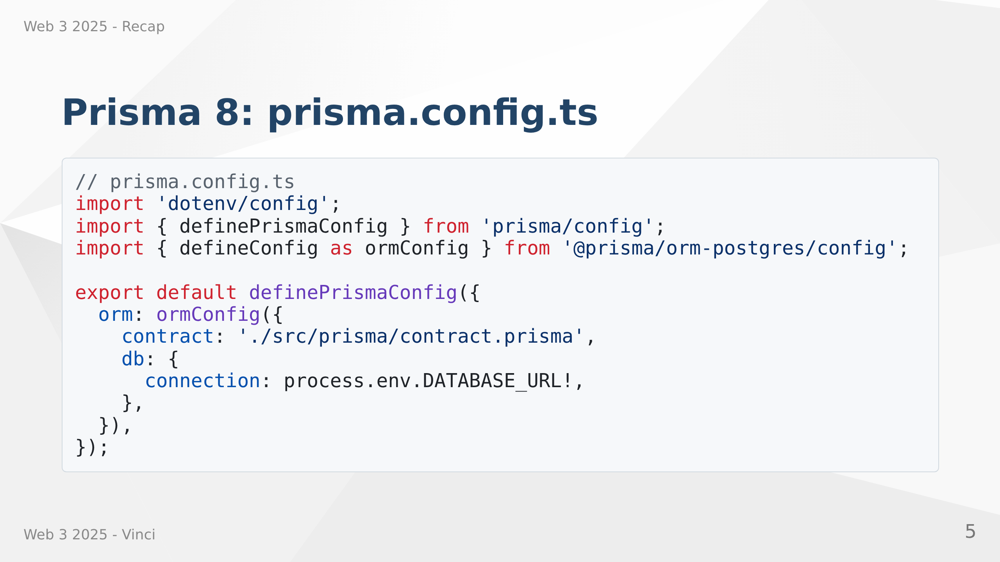 Web 3 2025 - Recap
Prisma 8: prisma.config.ts
// prisma.config.ts
import 'dotenv/config';
import { definePrismaConfig } from 'prisma/config';
import { defineConfig as ormConfig } from '@prisma/orm-postgres/config';

export default definePrismaConfig({
  orm: ormConfig({
    contract: './src/prisma/contract.prisma',
    db: {
      connection: process.env.DATABASE_URL!,
    },
  }),
});
Web 3 2025 - Vinci
5